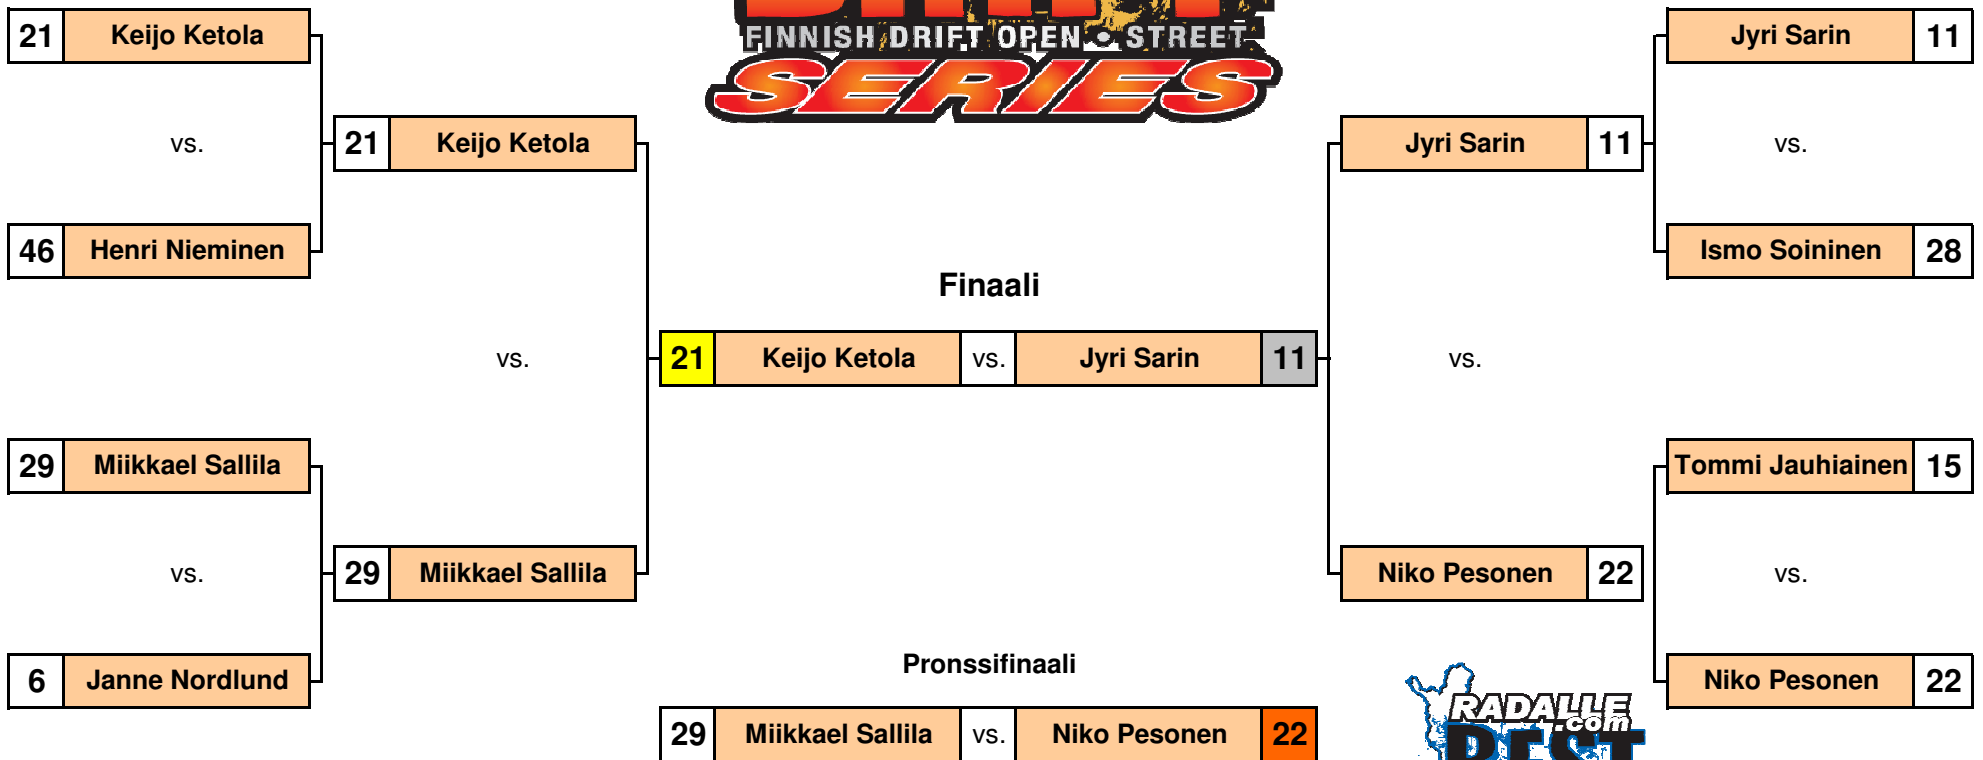 FINNISH DRIFT OPEN • STREET
SERIES
21 Keijo Ketola
Jyri Sarin 11
vs.
21 Keijo Ketola
Jyri Sarin 11
vs.
46 Henri Nieminen
Ismo Soininen 28
Finaali
vs.
21 Keijo Ketola vs. Jyri Sarin 11
vs.
29 Miikkael Sallila
Tommi Jauhiainen 15
vs.
29 Miikkael Sallila
Niko Pesonen 22
vs.
6 Janne Nordlund
Niko Pesonen 22
Pronssifinaali
29 Miikkael Sallila vs. Niko Pesonen 22
RADALLE
.com